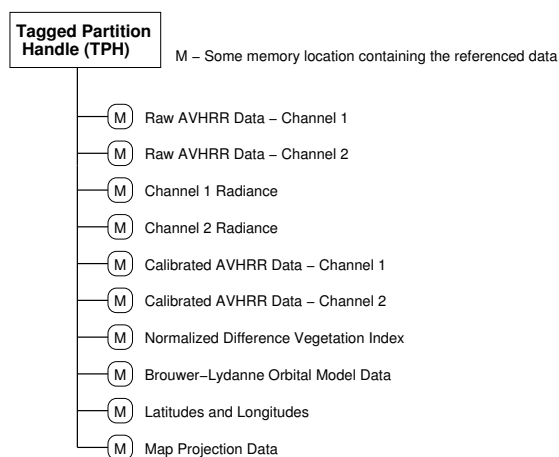 Tagged Partition
Handle (TPH)
M – Some memory location containing the referenced data
M Raw AVHRR Data – Channel 1
M Raw AVHRR Data – Channel 2
M Channel 1 Radiance
M Channel 2 Radiance
M Calibrated AVHRR Data – Channel 1
M Calibrated AVHRR Data – Channel 2
M Normalized Difference Vegetation Index
M Brouwer–Lydanne Orbital Model Data
M Latitudes and Longitudes
M Map Projection Data